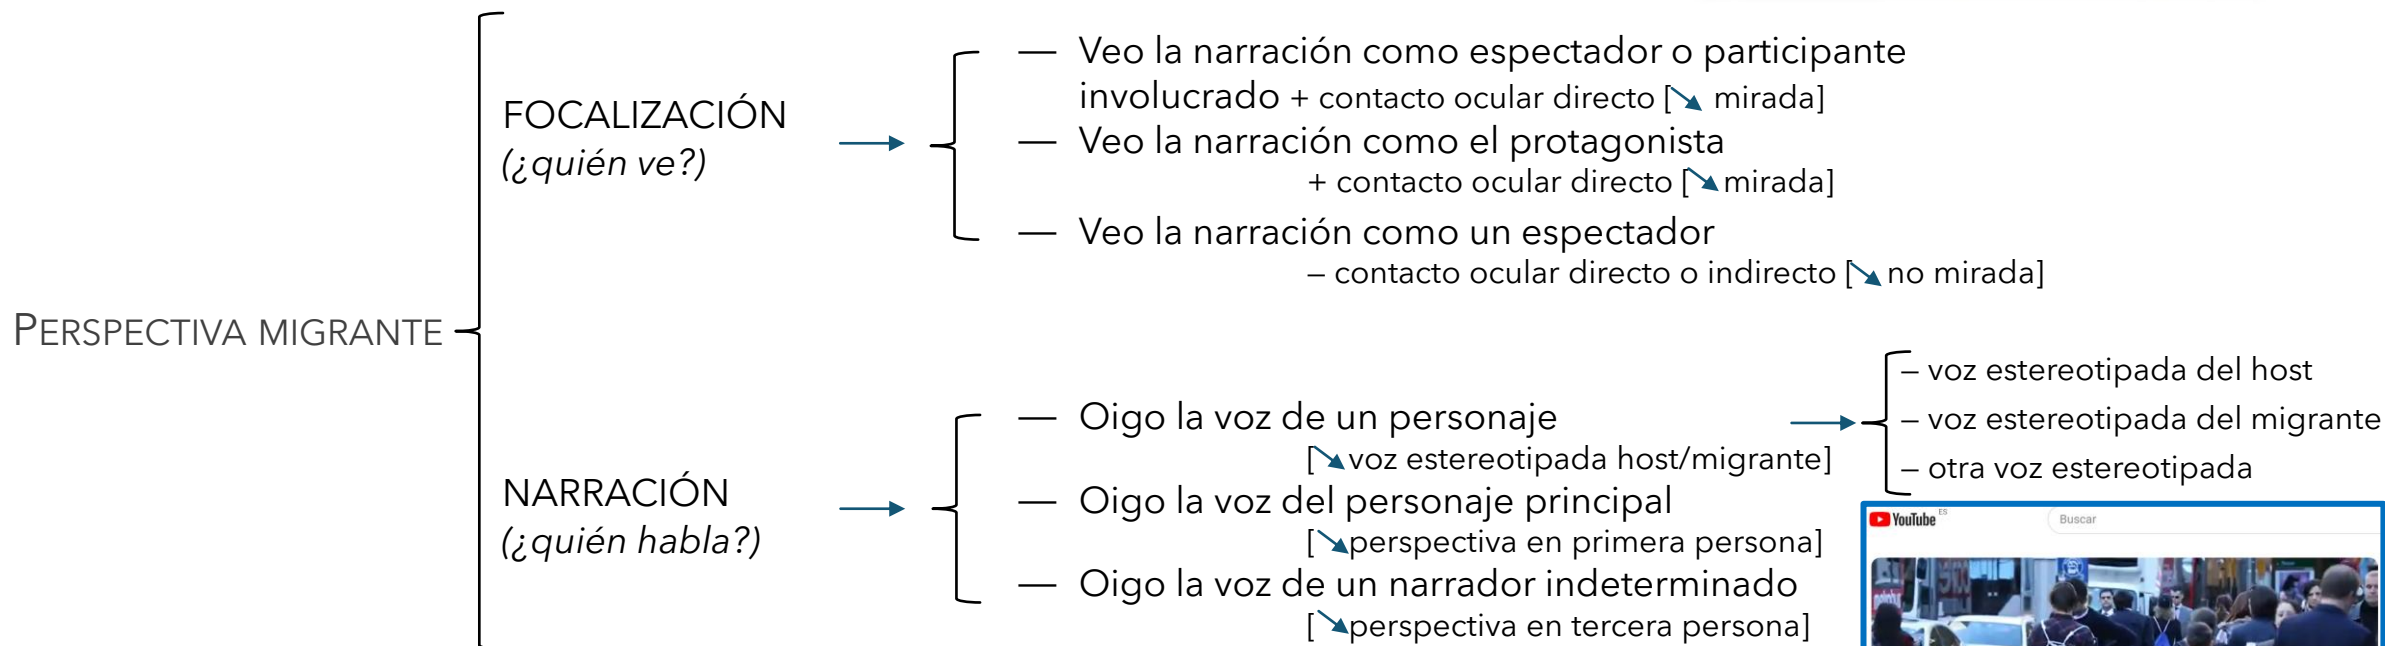 PERSPECTIVA MIGRANTE
FOCALIZACIÓN
(¿quién ve?)
— Veo la narración como espectador o participante
involucrado + contacto ocular directo [↘ mirada]
— Veo la narración como el protagonista
+ contacto ocular directo [↘ mirada]
— Veo la narración como un espectador
– contacto ocular directo o indirecto [↘ no mirada]
NARRACIÓN
(¿quién habla?)
— Oigo la voz de un personaje
[↘ voz estereotipada host/migrante]
– voz estereotipada del host
– voz estereotipada del migrante
– otra voz estereotipada
— Oigo la voz del personaje principal
[↘ perspectiva en primera persona]
— Oigo la voz de un narrador indeterminado
[↘ perspectiva en tercera persona]
YouTube ES
Buscar